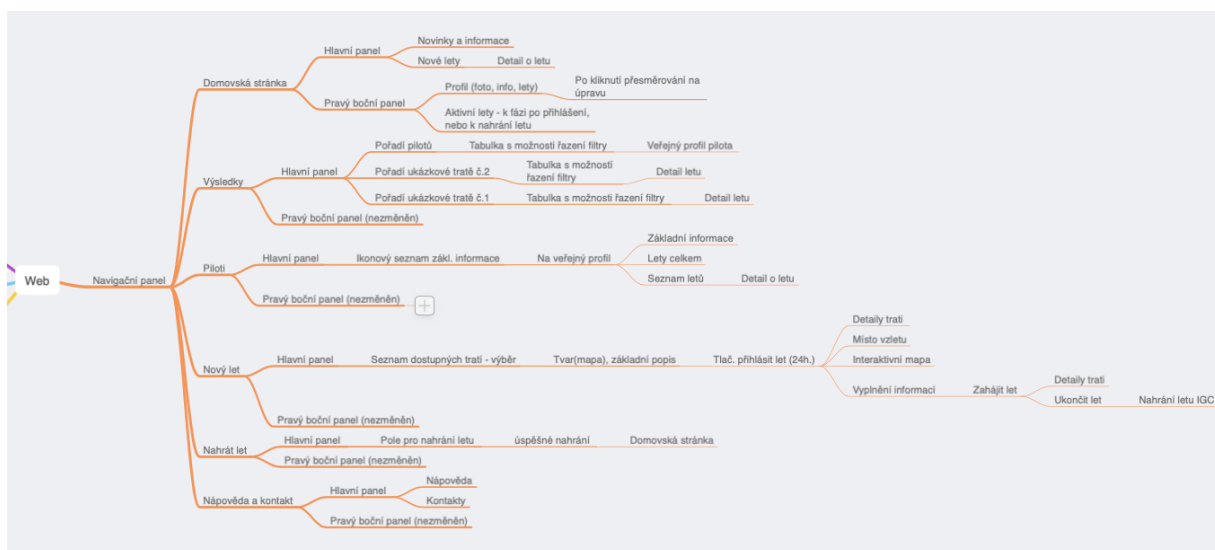 Web
Navigační panel
Domovská stránka
Hlavní panel
Novinky a informace
Nové lety
Detail o letu
Pravý boční panel
Profil (foto, info, lety)
Po kliknutí přesměrování na
úpravu
Aktivní lety - k fázi po přihlášení,
nebo k nahrání letu
Výsledky
Hlavní panel
Pořadí pilotů
Tabulka s možností řazení filtry
Veřejný profil pilota
Pořadí ukázkové tratě č.2
Tabulka s možností
řazení filtry
Detail letu
Pořadí ukázkové tratě č.1
Tabulka s možností řazení filtry
Detail letu
Pravý boční panel (nezměněn)
Piloti
Hlavní panel
Ikonový seznam zákl. informace
Na veřejný profil
Základní informace
Lety celkem
Seznam letů
Detail o letu
Pravý boční panel (nezměněn)
Nový let
Hlavní panel
Seznam dostupných tratí - výběr
Tvar(mapa), základní popis
Tlač. přihlásit let (24h.)
Detaily trati
Místo vzletu
Interaktivní mapa
Vyplnění informací
Zahájit let
Detaily trati
Ukončit let
Nahrání letu IGC
Pravý boční panel (nezměněn)
Nahrát let
Hlavní panel
Pole pro nahrání letu
úspěšné nahrání
Domovská stránka
Pravý boční panel (nezměněn)
Nápověda a kontakt
Hlavní panel
Nápověda
Kontakty
Pravý boční panel (nezměněn)